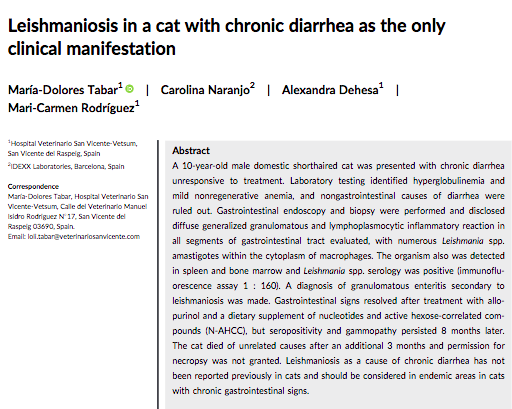 Leishmaniosis in a cat with chronic diarrhea as the only
clinical manifestation
María-Dolores Tabar1 | Carolina Naranjo2 | Alexandra Dehesa1 |
Mari-Carmen Rodríguez1
1Hospital Veterinario San Vicente-Vetsum,
San Vicente del Raspeig, Spain
2IDEXX Laboratories, Barcelona, Spain
Correspondence
María-Dolores Tabar, Hospital Veterinario San
Vicente-Vetsum, Calle del Veterinario Manuel
Isidro Rodríguez N°17, San Vicente del
Raspeig 03690, Spain.
Email: loli.tabar@veterinariosanvicente.com
Abstract
A 10-year-old male domestic shorthaired cat was presented with chronic diarrhea
unresponsive to treatment. Laboratory testing identified hyperglobulinemia and
mild nonregenerative anemia, and nongastrointestinal causes of diarrhea were
ruled out. Gastrointestinal endoscopy and biopsy were performed and disclosed
diffuse generalized granulomatous and lymphoplasmocytic inflammatory reaction in
all segments of gastrointestinal tract evaluated, with numerous Leishmania spp.
amastigotes within the cytoplasm of macrophages. The organism also was detected
in spleen and bone marrow and Leishmania spp. serology was positive (immunoflu-
orescence assay 1 : 160). A diagnosis of granulomatous enteritis secondary to
leishmaniosis was made. Gastrointestinal signs resolved after treatment with allo-
purinol and a dietary supplement of nucleotides and active hexose-correlated com-
pounds (N-AHCC), but seropositivity and gammopathy persisted 8 months later.
The cat died of unrelated causes after an additional 3 months and permission for
necropsy was not granted. Leishmaniosis as a cause of chronic diarrhea has not
been reported previously in cats and should be considered in endemic areas in cats
with chronic gastrointestinal signs.